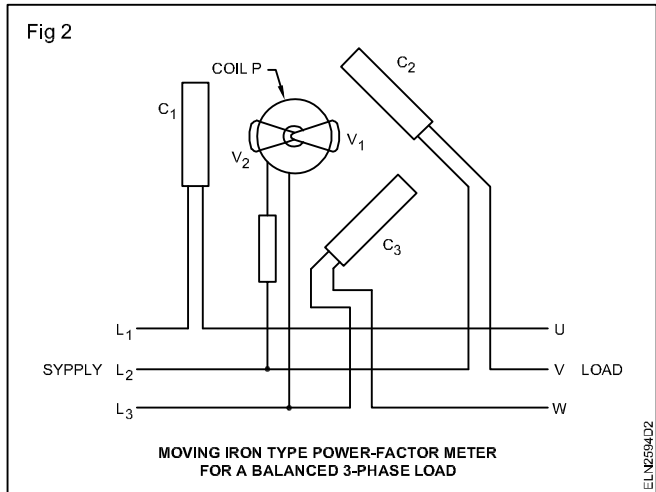 Fig 2
COIL P
C2
C1
V1
V2
C3
L1
U
SYPPLY L2
V LOAD
L3
W
MOVING IRON TYPE POWER-FACTOR METER
FOR A BALANCED 3-PHASE LOAD
ELN2594D2